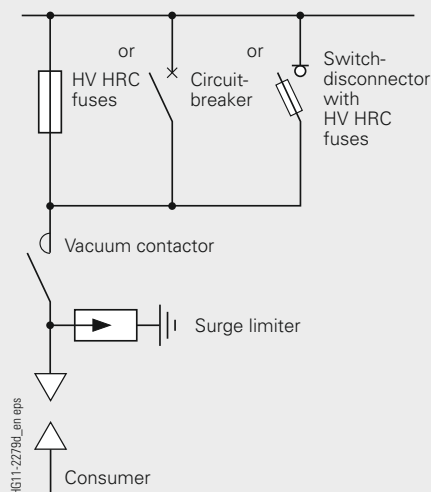 or
HV HRC
fuses
Circuit-
breaker
or
Switch-
disconnector
with
HV HRC
fuses
Vacuum contactor
Surge limiter
Consumer
HG11-2279d_en eps